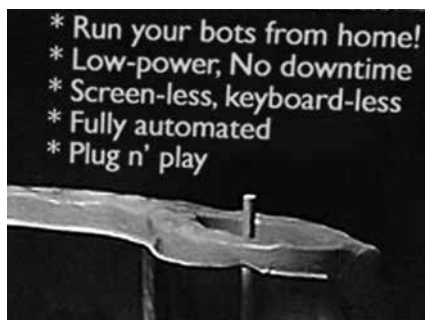 * Run your bots from home!
* Low-power, No downtime
* Screen-less, keyboard-less
* Fully automated
* Plug n' play